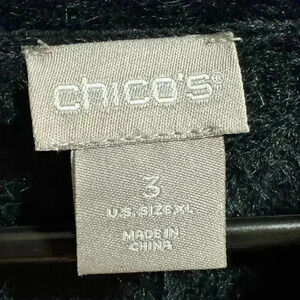 chico's®
3
U.S. SIZE XL
MADE IN
CHINA